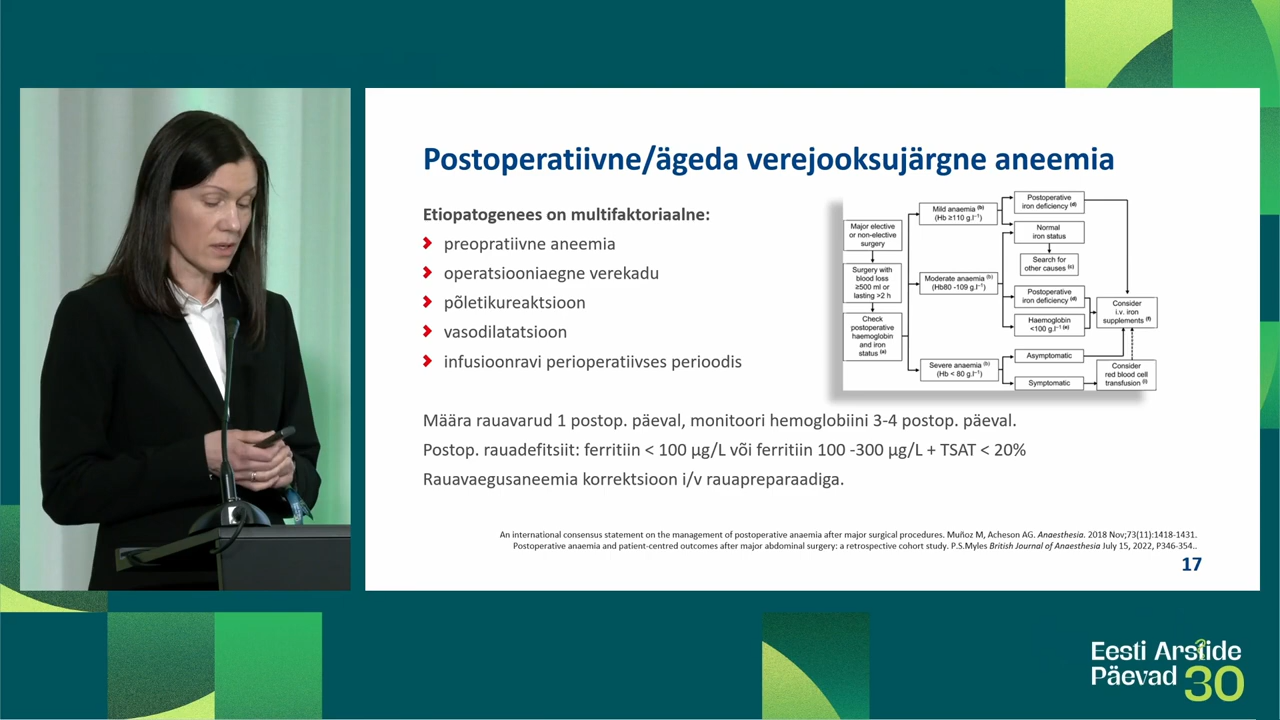 Postoperatiivne/ägeda verejooksujärgne aneemia
Etiopatogenees on multifaktoriaalne:
preopratiivne aneemia
operatsiooniaegne verekadu
põletikureaktsioon
vasodilatatsioon
infusioonravi perioperatiivses perioodis
Major elective
or non-elective
surgery
Surgery with
blood loss
≥500 ml or
lasting >2 h
Check
postoperative
haemoglobin
and iron
status (a)
Mild anaemia (b)
(Hb ≥110 g.l⁻¹)
Moderate anaemia (b)
(Hb80 -109 g.l⁻¹)
Severe anaemia (b)
(Hb < 80 g.l⁻¹)
Postoperative
iron deficiency (d)
Normal
iron status
Search for
other causes (c)
Postoperative
iron deficiency (d)
Haemoglobin
<100 g.l⁻¹ (e)
Asymptomatic
Symptomatic
Consider
i.v. iron
supplements (f)
Consider
red blood cell
transfusion (i)
Määra rauavarud 1 postop. päeval, monitoori hemoglobiini 3-4 postop. päeval.
Postop. rauadefitsiit: ferritiin < 100 µg/L või ferritiin 100 -300 µg/L + TSAT < 20%
Rauavaegusaneemia korrektsioon i/v rauapreparaadiga.
An international consensus statement on the management of postoperative anaemia after major surgical procedures. Muñoz M, Acheson AG. Anaesthesia. 2018 Nov;73(11):1418-1431.
Postoperative anaemia and patient-centred outcomes after major abdominal surgery: a retrospective cohort study. P.S.Myles British Journal of Anaesthesia July 15, 2022, P346-354..
17
Eesti Arstide
Päevad 30